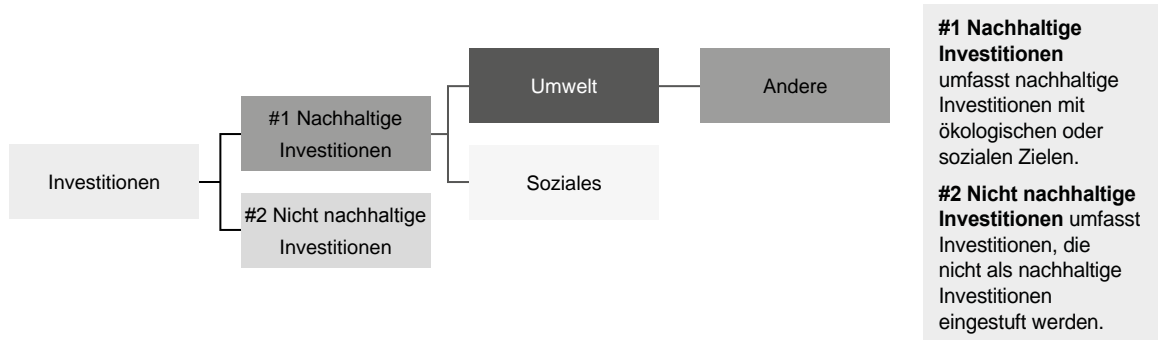 Investitionen
#1 Nachhaltige
Investitionen
#2 Nicht nachhaltige
Investitionen
Umwelt
Soziales
Andere
#1 Nachhaltige
Investitionen
umfasst nachhaltige
Investitionen mit
ökologischen oder
sozialen Zielen.
#2 Nicht nachhaltige
Investitionen umfasst
Investitionen, die
nicht als nachhaltige
Investitionen
eingestuft werden.